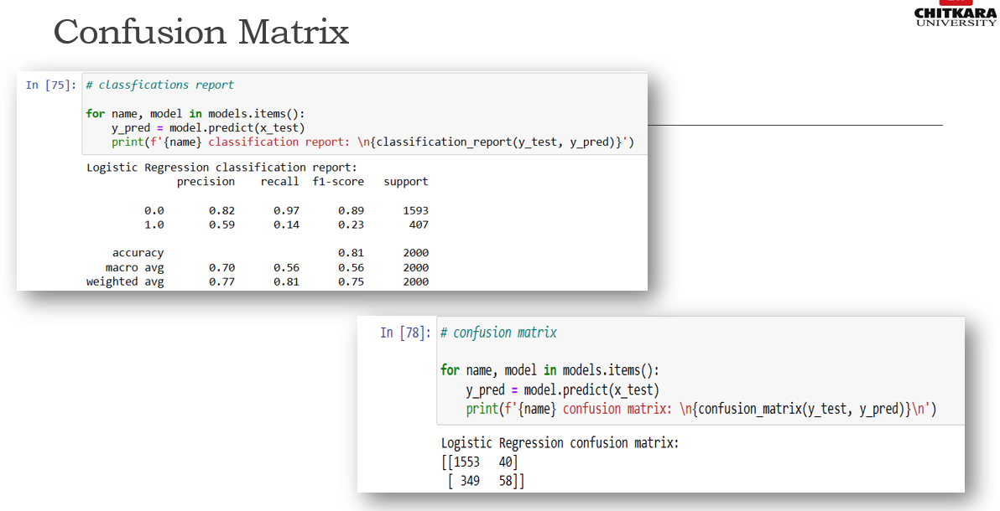 Confusion Matrix
CHITKARA
UNIVERSITY
In [75]: # classfications report
for name, model in models.items():
    y_pred = model.predict(x_test)
    print(f'{name} classification report: \n{classification_report(y_test, y_pred)}')
Logistic Regression classification report:
              precision    recall  f1-score   support
         0.0       0.82      0.97      0.89      1593
         1.0       0.59      0.14      0.23       407
    accuracy                           0.81      2000
   macro avg       0.70      0.56      0.56      2000
weighted avg       0.77      0.81      0.75      2000
In [78]: # confusion matrix
for name, model in models.items():
    y_pred = model.predict(x_test)
    print(f'{name} confusion matrix: \n{confusion_matrix(y_test, y_pred)}\n')
Logistic Regression confusion matrix:
[[1553   40]
 [ 349   58]]